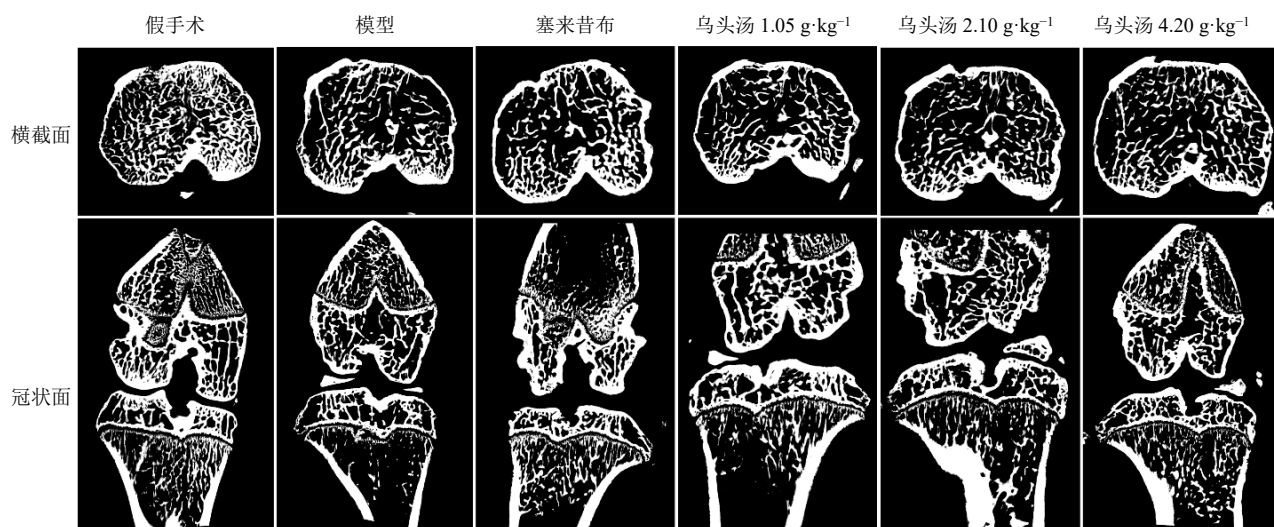 假手术 模型 塞来昔布 乌头汤 1.05 g·kg⁻¹ 乌头汤 2.10 g·kg⁻¹ 乌头汤 4.20 g·kg⁻¹
横截面
冠状面